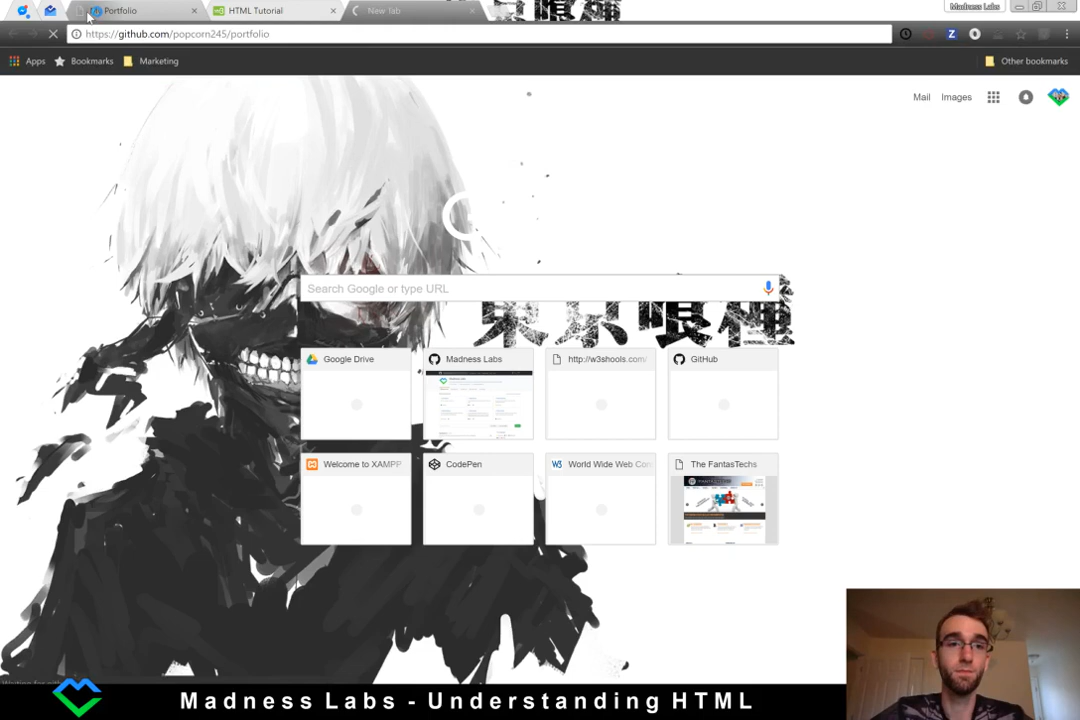 My Portfolio
HTML Tutorial
New Tab
Madness Labs
https://github.com/popcorn245/portfolio
Apps
Bookmarks
Marketing
Other bookmarks
Mail
Images
Search Google or type URL
東京喰種
Google Drive
Madness Labs
http://w3shools.com/
GitHub
Welcome to XAMPP
CodePen
World Wide Web Con
The FantasTechs
Madness Labs - Understanding HTML